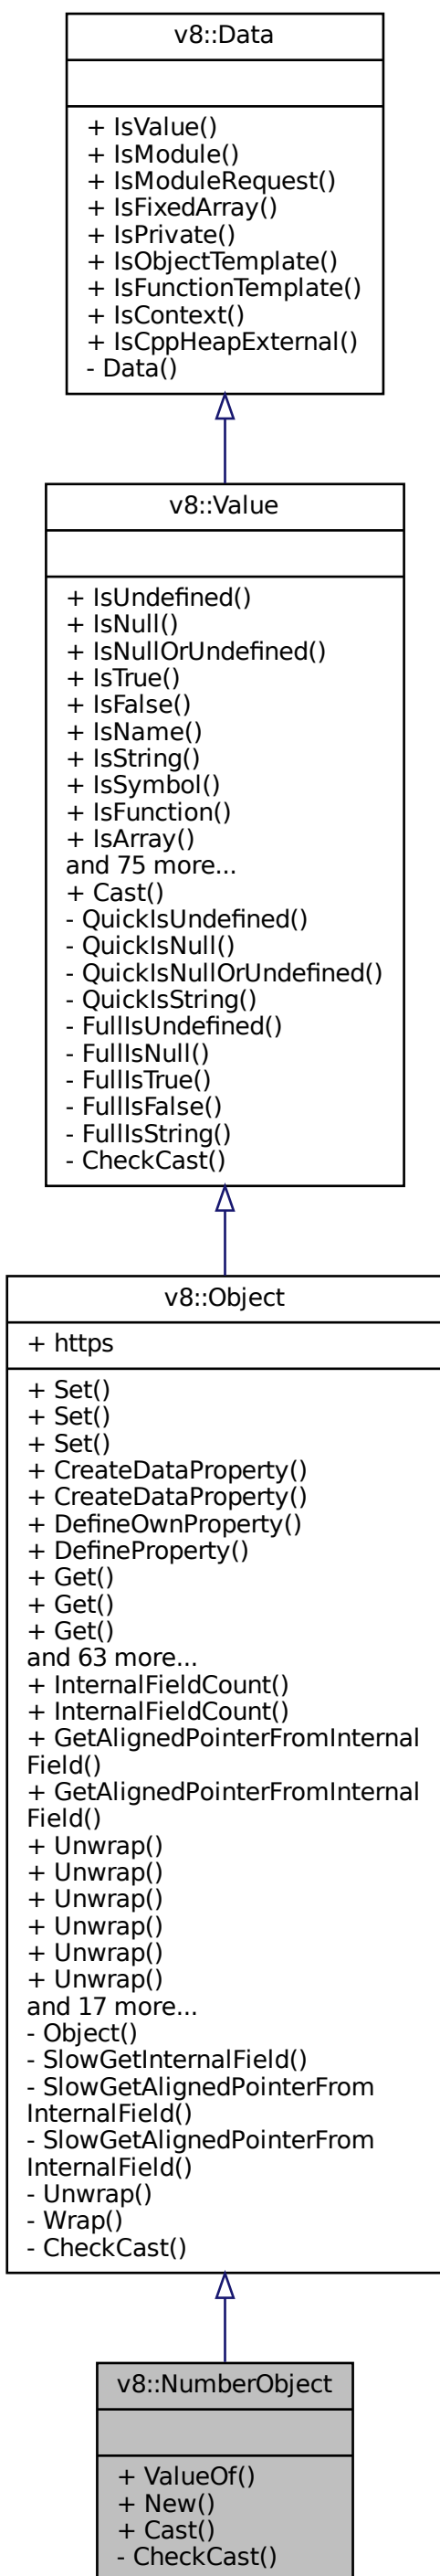 v8::Data
+ IsValue()
+ IsModule()
+ IsModuleRequest()
+ IsFixedArray()
+ IsPrivate()
+ IsObjectTemplate()
+ IsFunctionTemplate()
+ IsContext()
+ IsCppHeapExternal()
- Data()
v8::Value
+ IsUndefined()
+ IsNull()
+ IsNullOrUndefined()
+ IsTrue()
+ IsFalse()
+ IsName()
+ IsString()
+ IsSymbol()
+ IsFunction()
+ IsArray()
and 75 more...
+ Cast()
- QuickIsUndefined()
- QuickIsNull()
- QuickIsNullOrUndefined()
- QuickIsString()
- FullIsUndefined()
- FullIsNull()
- FullIsTrue()
- FullIsFalse()
- FullIsString()
- CheckCast()
v8::Object
+ https
+ Set()
+ Set()
+ Set()
+ CreateDataProperty()
+ CreateDataProperty()
+ DefineOwnProperty()
+ DefineProperty()
+ Get()
+ Get()
+ Get()
and 63 more...
+ InternalFieldCount()
+ InternalFieldCount()
+ GetAlignedPointerFromInternal
Field()
+ GetAlignedPointerFromInternal
Field()
+ Unwrap()
+ Unwrap()
+ Unwrap()
+ Unwrap()
+ Unwrap()
+ Unwrap()
and 17 more...
- Object()
- SlowGetInternalField()
- SlowGetAlignedPointerFrom
InternalField()
- SlowGetAlignedPointerFrom
InternalField()
- Unwrap()
- Wrap()
- CheckCast()
v8::NumberObject
+ ValueOf()
+ New()
+ Cast()
- CheckCast()